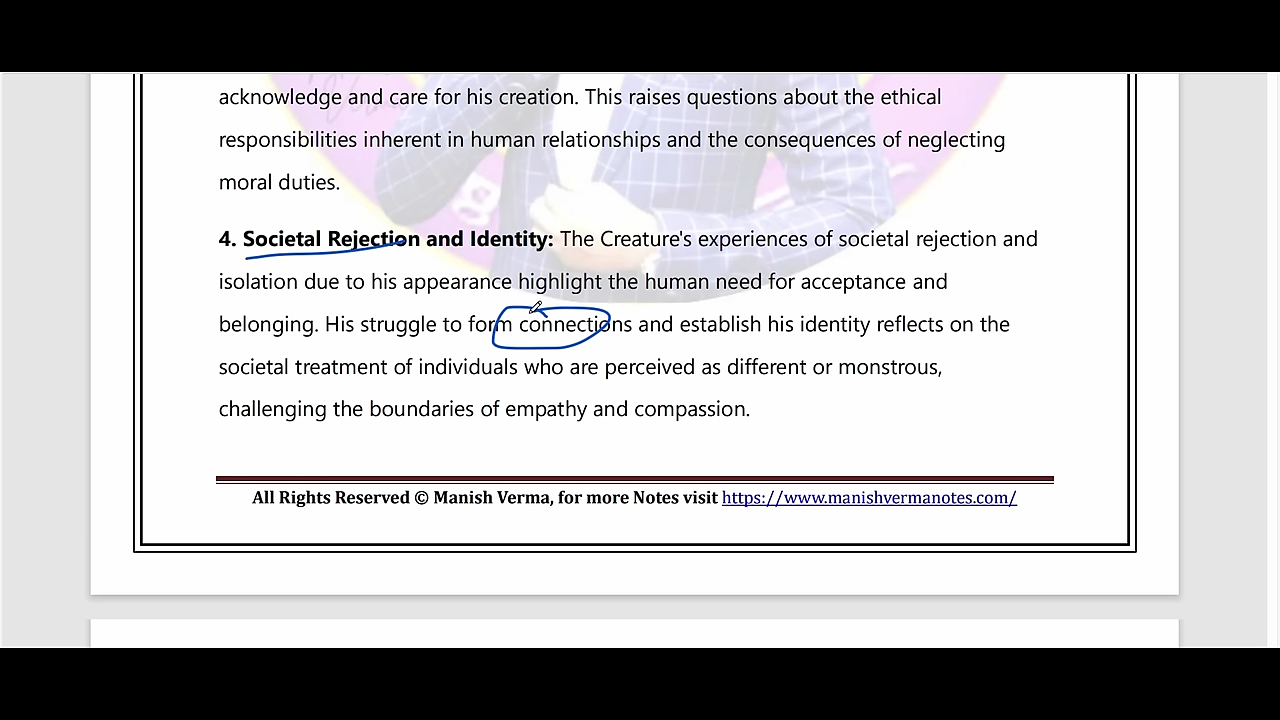 acknowledge and care for his creation. This raises questions about the ethical
responsibilities inherent in human relationships and the consequences of neglecting
moral duties.
4. Societal Rejection and Identity: The Creature's experiences of societal rejection and
isolation due to his appearance highlight the human need for acceptance and
belonging. His struggle to form connections and establish his identity reflects on the
societal treatment of individuals who are perceived as different or monstrous,
challenging the boundaries of empathy and compassion.
All Rights Reserved © Manish Verma, for more Notes visit https://www.manishvermanotes.com/